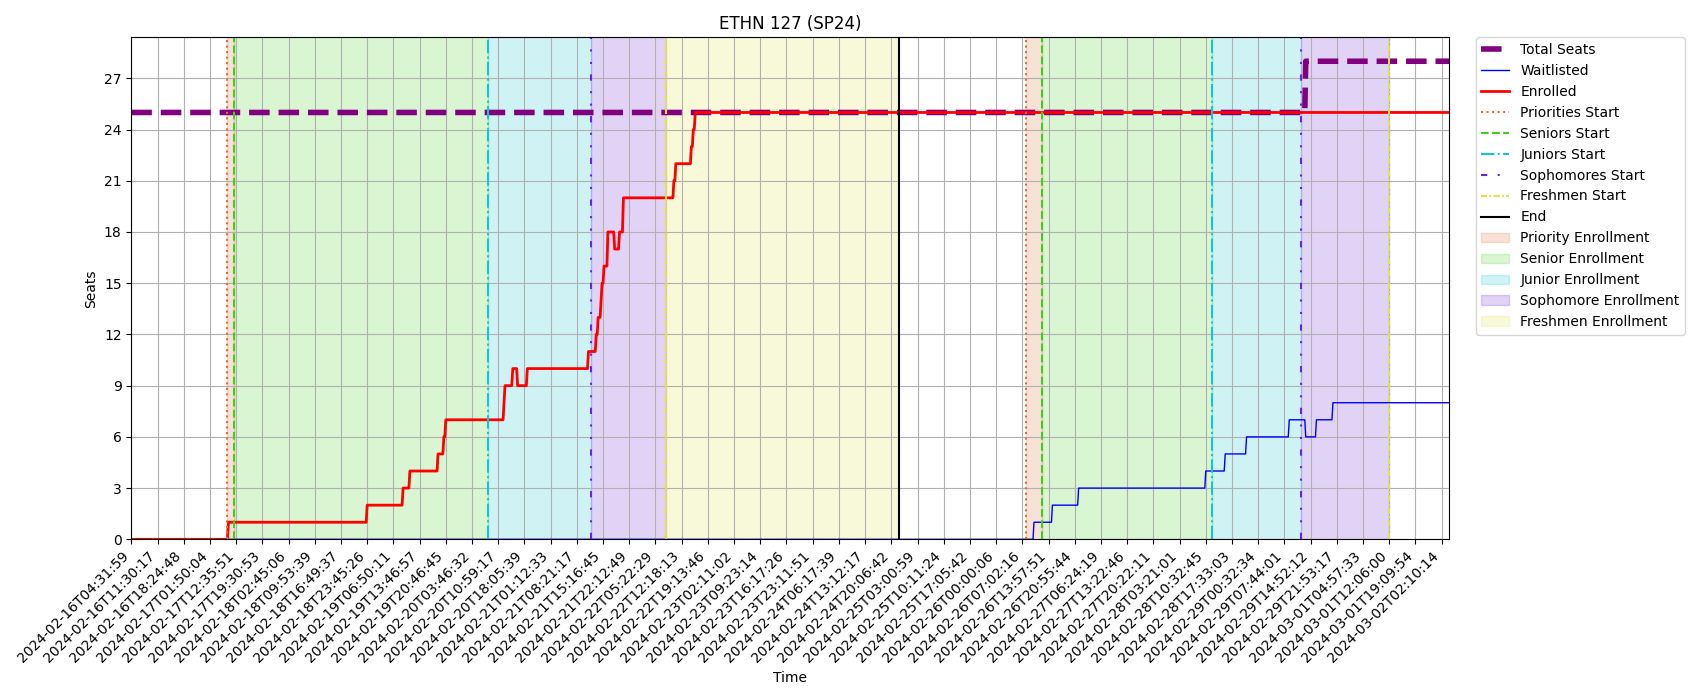 ETHN 127 (SP24)
Seats
27
24
21
18
15
12
9
6
3
0
2024-02-16T04:31:59
2024-02-16T11:30:17
2024-02-16T18:24:48
2024-02-17T01:50:04
2024-02-17T12:35:51
2024-02-17T19:30:53
2024-02-18T02:45:06
2024-02-18T09:53:39
2024-02-18T16:49:37
2024-02-18T23:45:26
2024-02-19T06:50:11
2024-02-19T13:46:57
2024-02-19T20:46:45
2024-02-20T03:46:32
2024-02-20T10:59:17
2024-02-20T18:05:39
2024-02-21T01:12:33
2024-02-21T08:21:17
2024-02-21T15:16:45
2024-02-21T22:12:49
2024-02-22T05:22:29
2024-02-22T12:18:13
2024-02-22T19:13:46
2024-02-23T02:11:02
2024-02-23T09:23:14
2024-02-23T16:17:26
2024-02-23T23:11:51
2024-02-24T06:17:39
2024-02-24T13:12:17
2024-02-24T20:06:42
2024-02-25T03:00:59
2024-02-25T10:11:24
2024-02-25T17:05:42
2024-02-26T00:00:06
2024-02-26T07:02:16
2024-02-26T13:57:51
2024-02-26T20:55:44
2024-02-27T06:24:19
2024-02-27T13:22:46
2024-02-27T20:22:11
2024-02-28T03:21:01
2024-02-28T10:32:45
2024-02-28T17:33:03
2024-02-29T00:32:34
2024-02-29T07:44:01
2024-02-29T14:52:12
2024-02-29T21:53:17
2024-03-01T04:57:33
2024-03-01T12:06:00
2024-03-01T19:09:54
2024-03-02T02:10:14
Time
Total Seats
Waitlisted
Enrolled
Priorities Start
Seniors Start
Juniors Start
Sophomores Start
Freshmen Start
End
Priority Enrollment
Senior Enrollment
Junior Enrollment
Sophomore Enrollment
Freshmen Enrollment